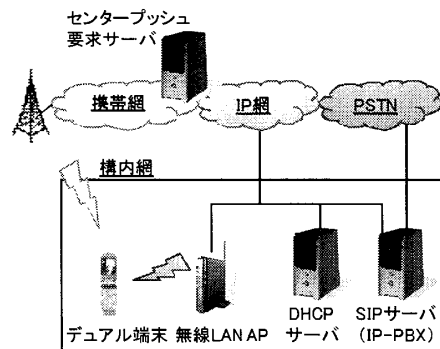 センタープッシュ
要求サーバ
携帯網
IP網
PSTN
構内網
デュアル端末
無線LAN AP
DHCP
サーバ
SIPサーバ
(IP-PBX)